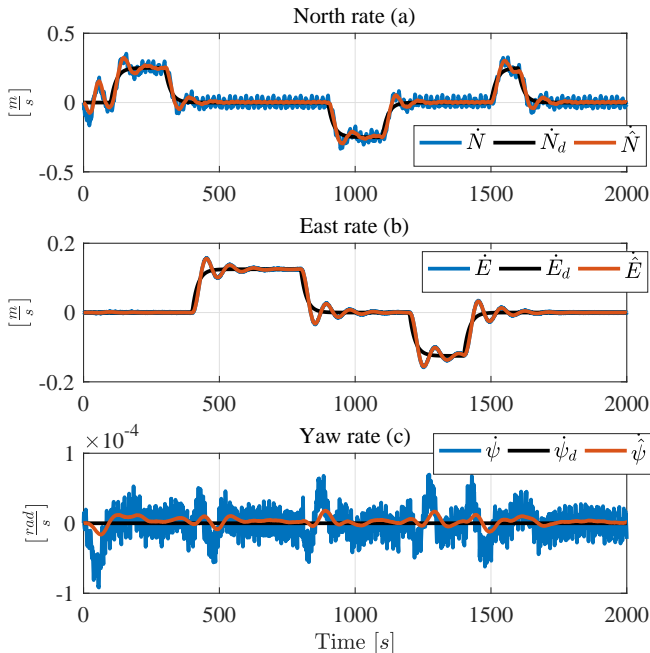 North rate (a)
0.5
0
-0.5
[m/s]
Ṅ Ṅ_d Ṅ̂
0 500 1000 1500 2000
East rate (b)
0.2
0
-0.2
[m/s]
Ė Ė_d Ė̂
0 500 1000 1500 2000
×10⁻⁴
Yaw rate (c)
1
0
-1
[rad/s]
ψ̇ ψ̇_d ψ̇̂
0 500 1000 1500 2000
Time [s]